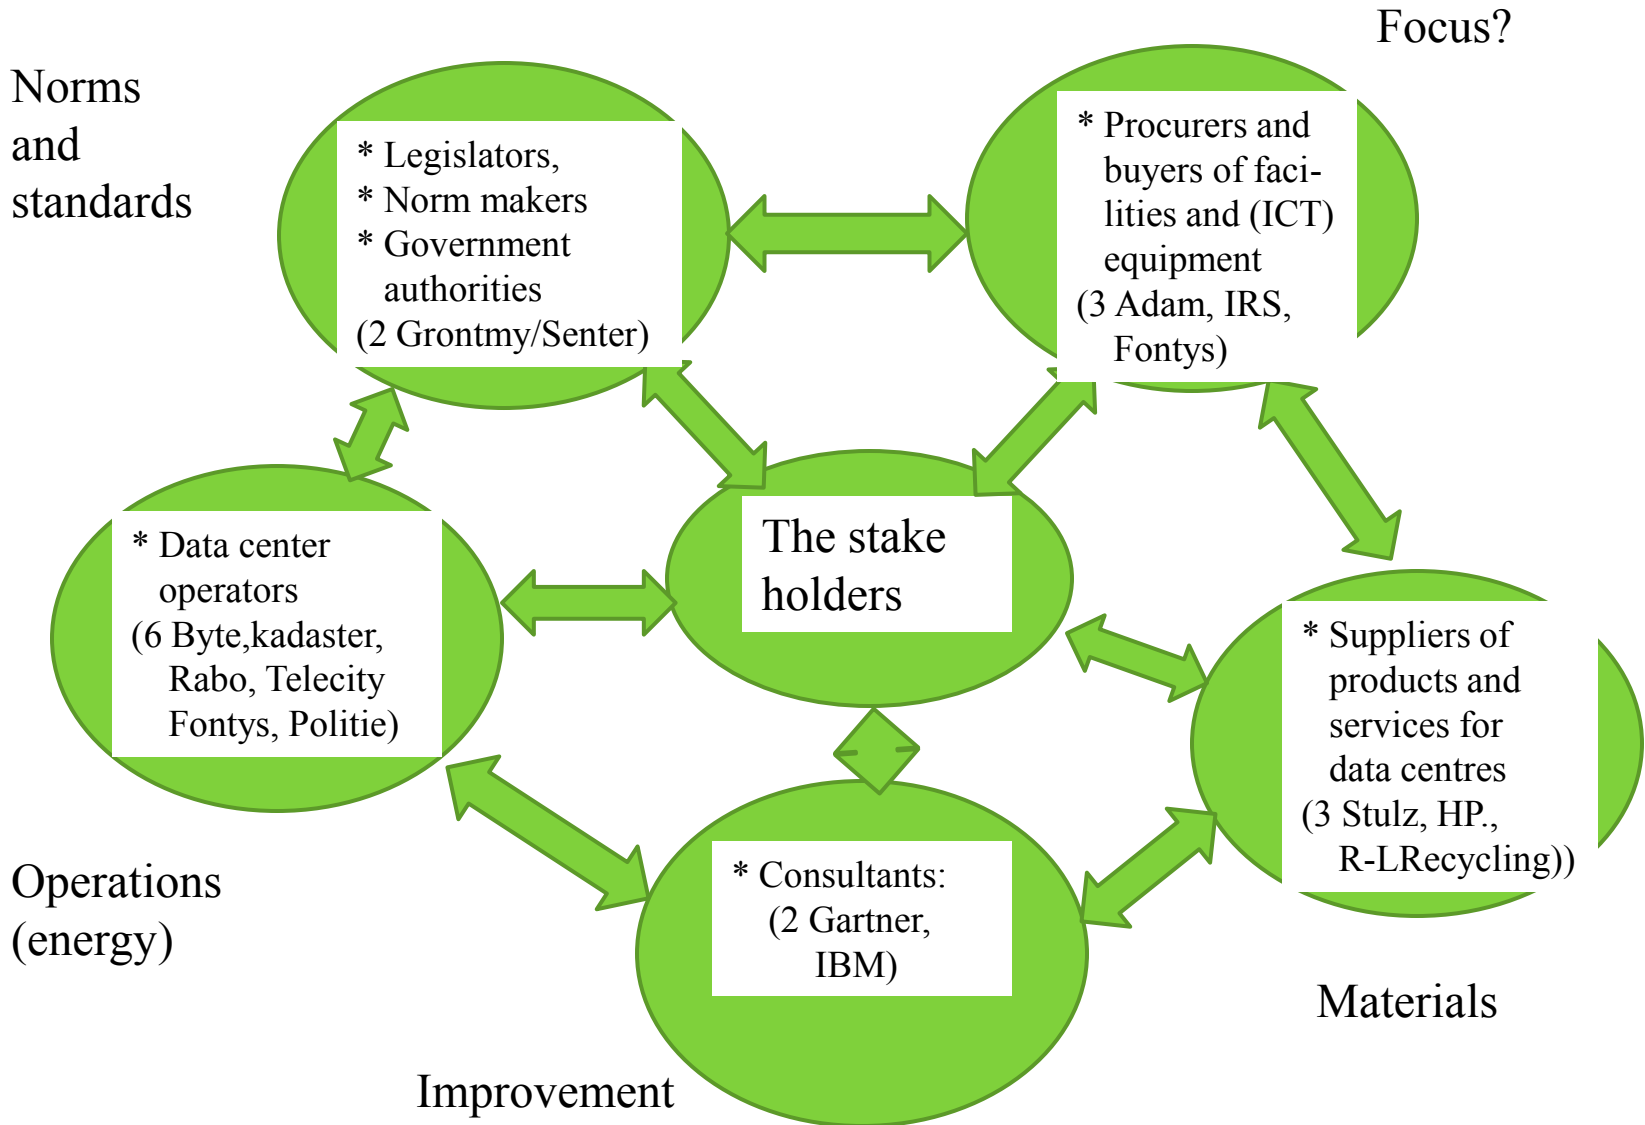 Focus?
Norms
and
standards
* Legislators,
* Norm makers
* Government
authorities
(2 Grontmy/Senter)
* Procurers and
buyers of faci-
lities and (ICT)
equipment
(3 Adam, IRS,
Fontys)
The stake
holders
* Data center
operators
(6 Byte,kadaster,
Rabo, Telecity
Fontys, Politie)
* Suppliers of
products and
services for
data centres
(3 Stulz, HP.,
R-LRecycling))
Operations
(energy)
* Consultants:
(2 Gartner,
IBM)
Materials
Improvement